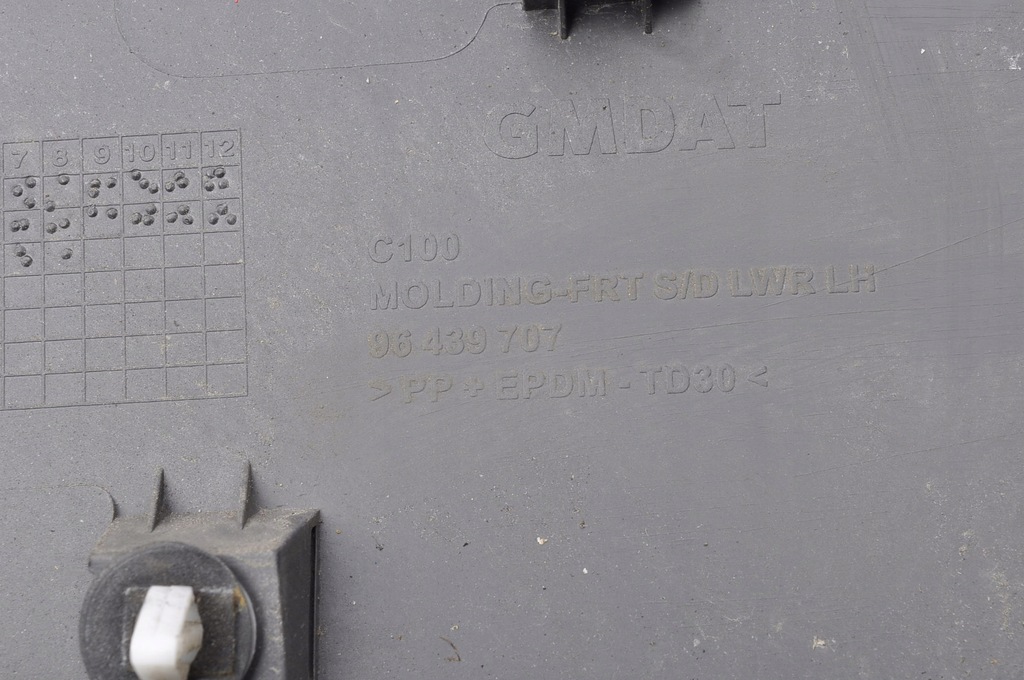 GMDAT
7 8 9 10 11 12
C100
MOLDING-FRT S/D LWR LH
96 439 707
> PP + EPDM - TD30 <